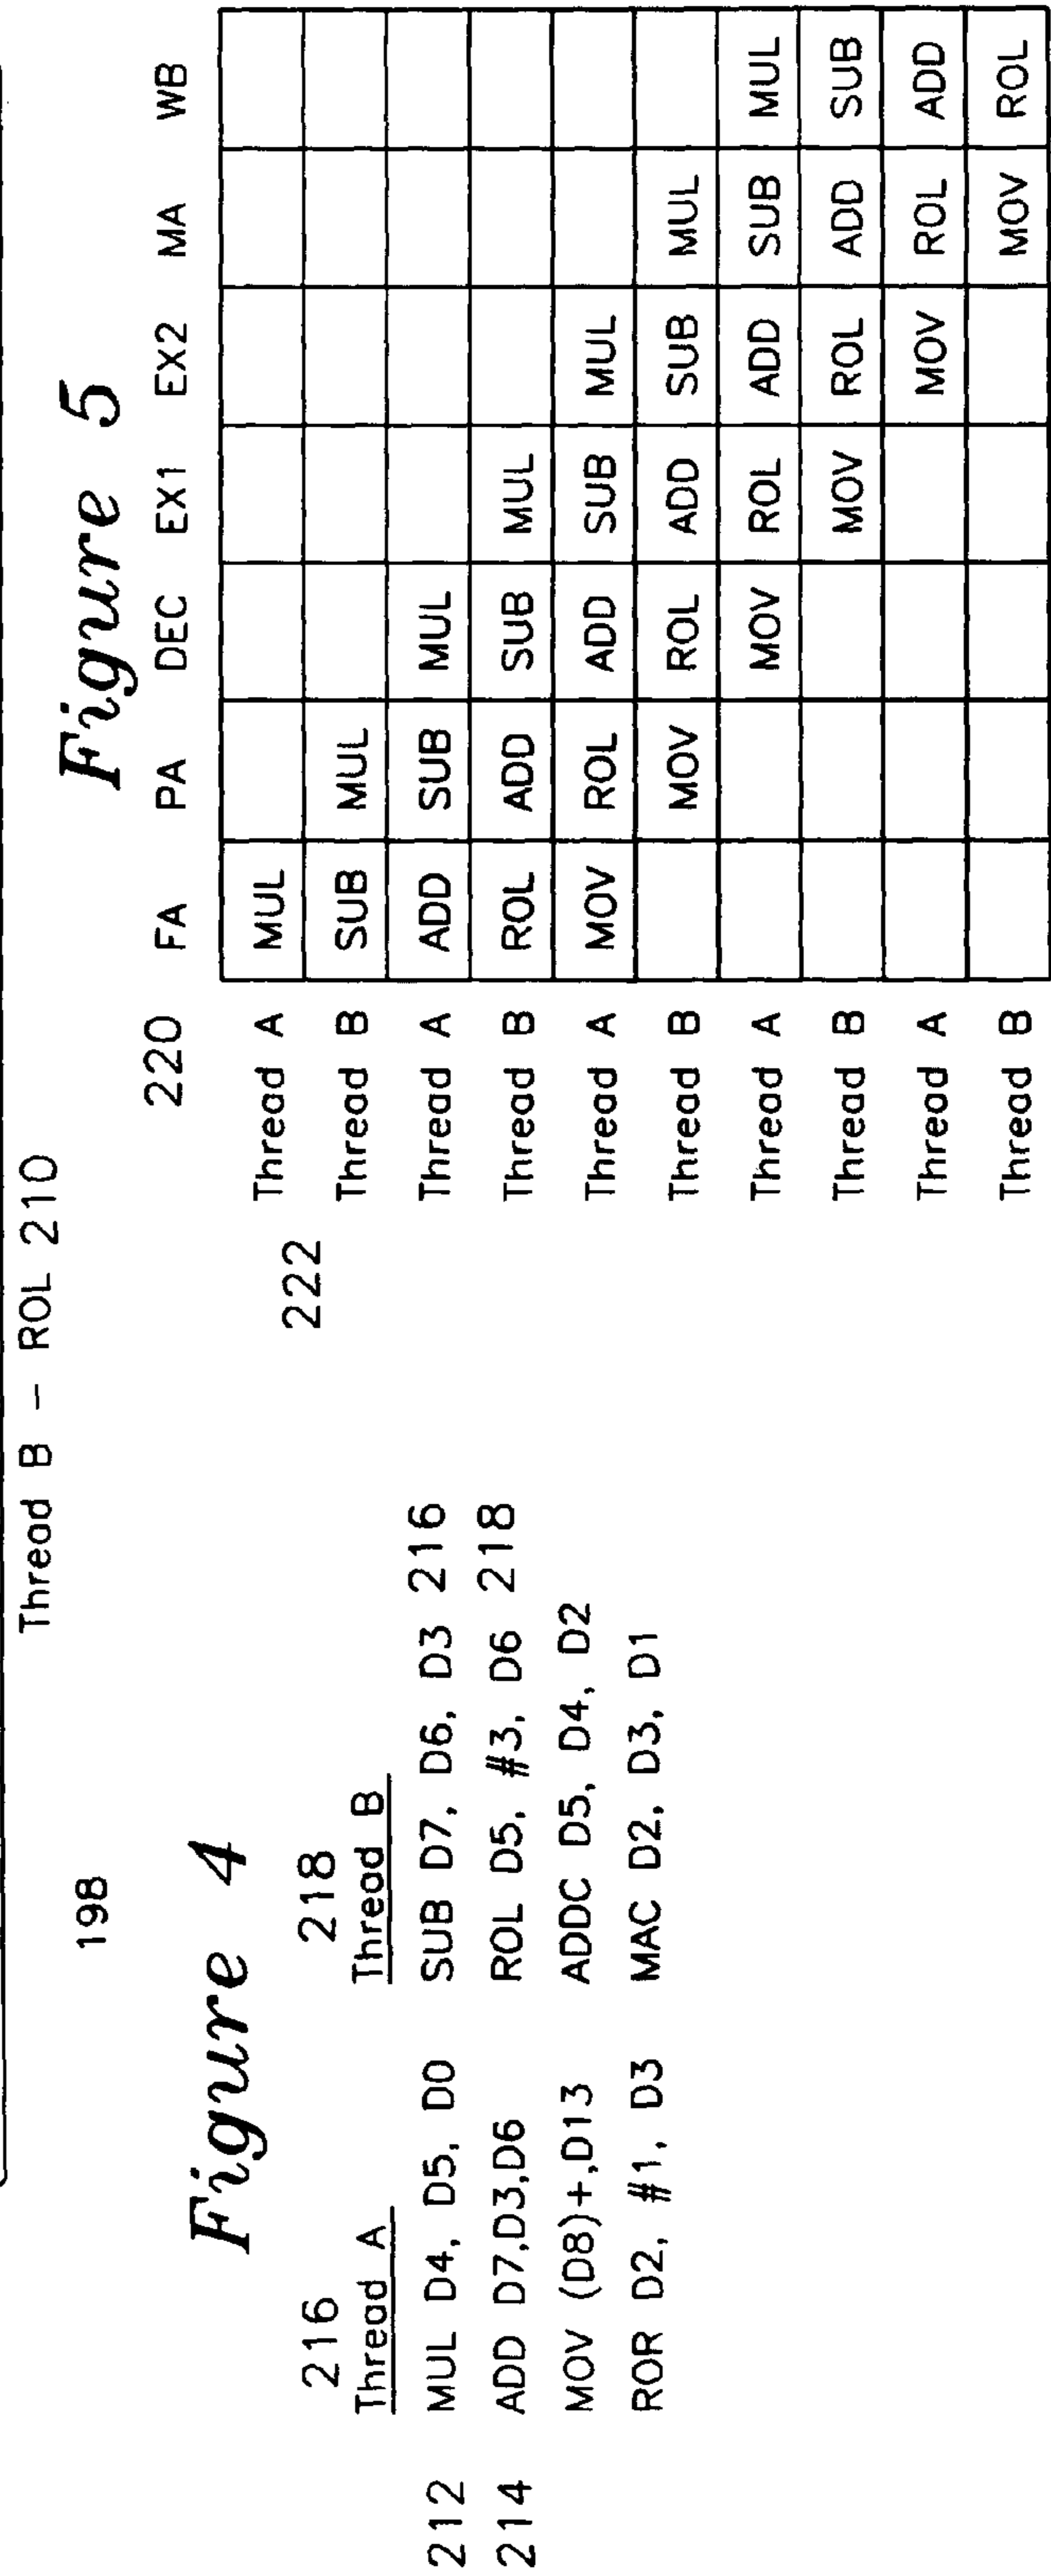 Thread B – ROL 210
198
Figure 4
216 218
Thread A Thread B
212 MUL D4, D5, D0 SUB D7, D6, D3 216
214 ADD D7,D3,D6 ROL D5, #3, D6 218
MOV (D8)+,D13 ADDC D5, D4, D2
ROR D2, #1, D3 MAC D2, D3, D1
Figure 5
220 FA PA DEC EX1 EX2 MA WB
222
Thread A MUL
Thread B SUB MUL
Thread A ADD SUB MUL
Thread B ROL ADD SUB MUL
Thread A MOV ROL ADD SUB MUL
Thread B MOV ROL ADD SUB MUL
Thread A MOV ROL ADD SUB MUL
Thread B MOV ROL ADD SUB
Thread A MOV ROL ADD
Thread B MOV ROL